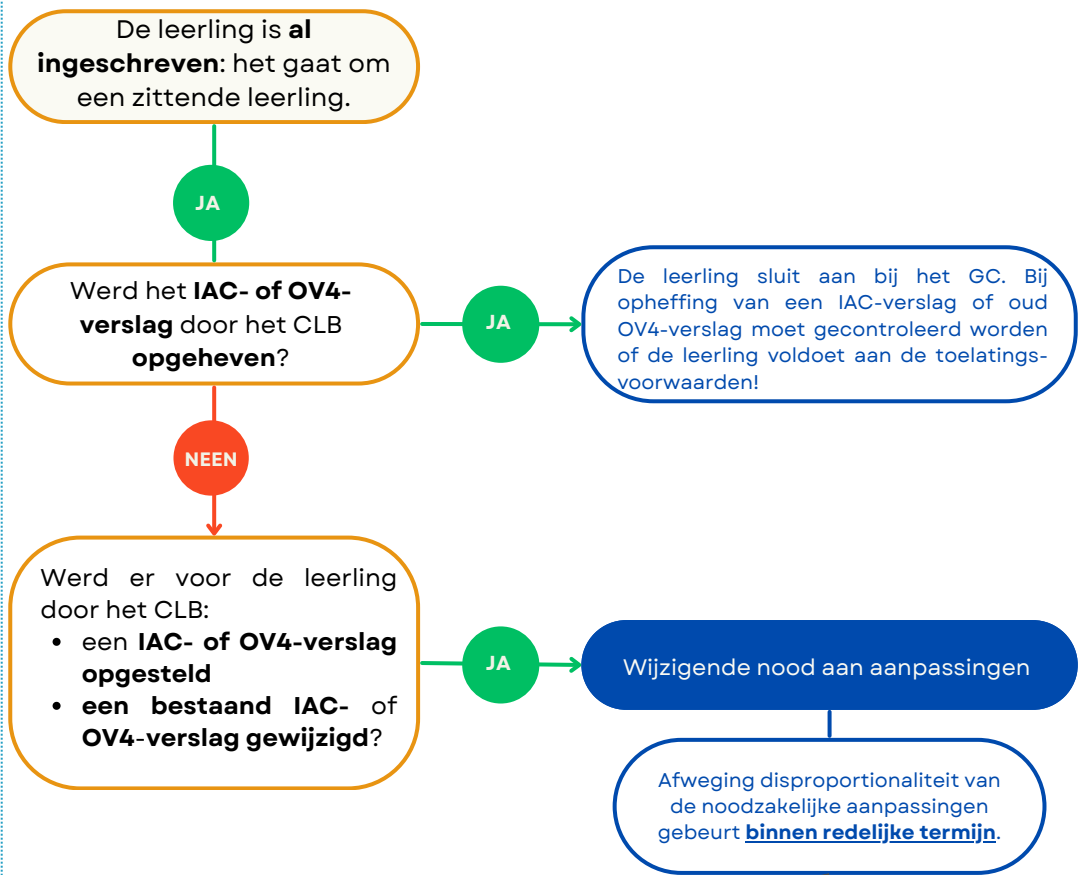 De leerling is al
ingeschreven: het gaat om
een zittende leerling.
JA
Werd het IAC- of OV4-
verslag door het CLB
opgeheven?
JA
De leerling sluit aan bij het GC. Bij
opheffing van een IAC-verslag of oud
OV4-verslag moet gecontroleerd worden
of de leerling voldoet aan de toelatings-
voorwaarden!
NEEN
Werd er voor de leerling
door het CLB:
• een IAC- of OV4-verslag
opgesteld
• een bestaand IAC- of
OV4-verslag gewijzigd?
JA
Wijzigende nood aan aanpassingen
Afweging disproportionaliteit van
de noodzakelijke aanpassingen
gebeurt binnen redelijke termijn.